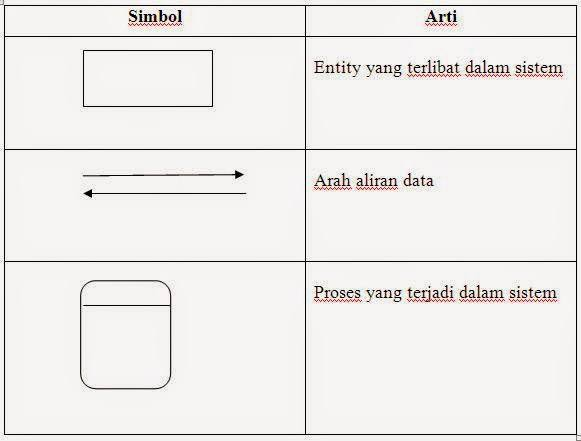 Simbol Arti
Entity yang terlibat dalam sistem
Arah aliran data
Proses yang terjadi dalam sistem